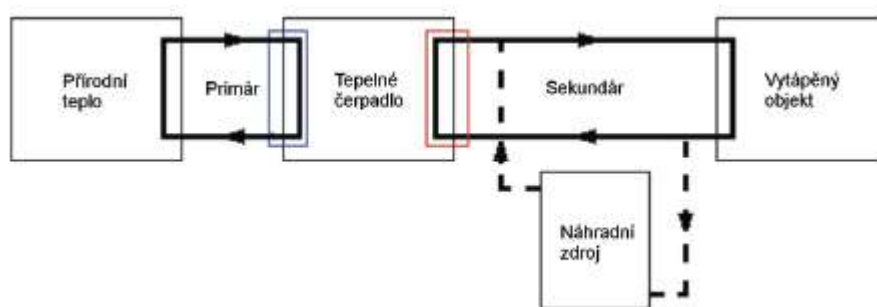 Přírodní
teplo
Primár
Tepelné
čerpadlo
Sekundár
Vytápěný
objekt
Náhradní
zdroj